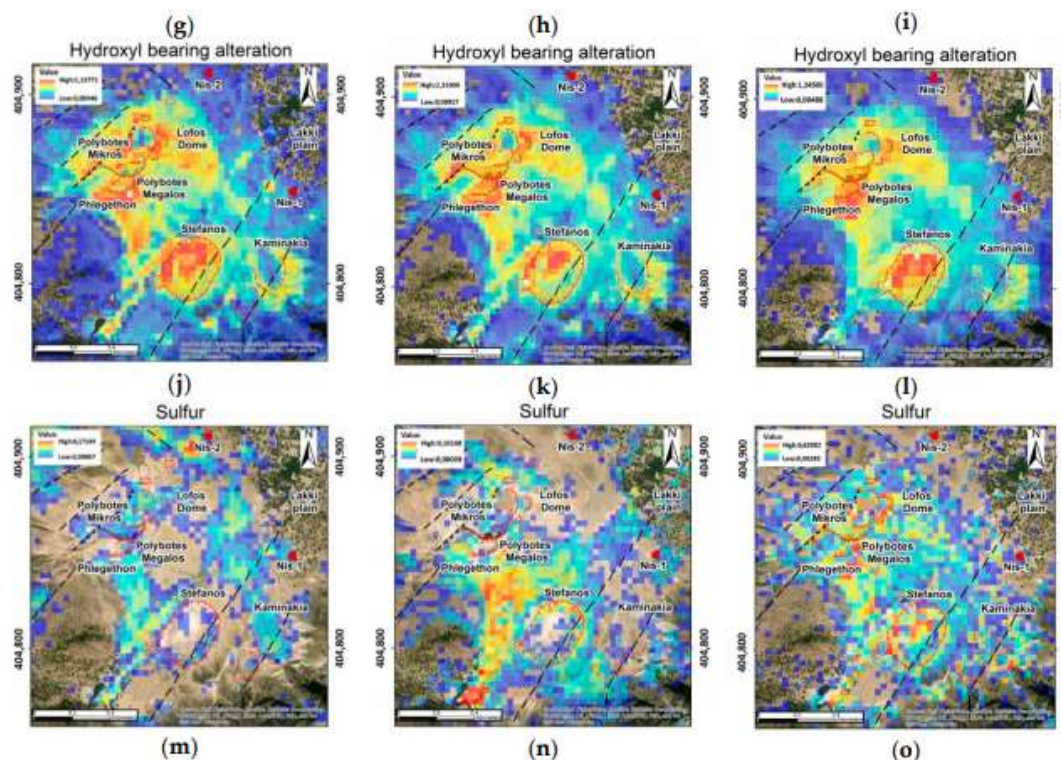 (g) (h) (i)
Hydroxyl bearing alteration Hydroxyl bearing alteration Hydroxyl bearing alteration
Value
N
Nis-2
404,900
Polybotes Mikros
Lofos Dome
Lakki plain
Polybotes Megalos
Phlegethon
Nis-1
Stefanos
Kaminakia
404,800
Value
N
Nis-2
404,900
Polybotes Mikros
Lofos Dome
Lakki plain
Polybotes Megalos
Phlegethon
Nis-1
Stefanos
Kaminakia
404,800
Value
N
Nis-2
404,900
Polybotes Mikros
Lofos Dome
Lakki plain
Polybotes Megalos
Phlegethon
Nis-1
Stefanos
Kaminakia
404,800
(j) (k) (l)
Sulfur Sulfur Sulfur
Value
N
Nis-2
404,900
Polybotes Mikros
Lofos Dome
Lakki plain
Polybotes Megalos
Phlegethon
Nis-1
Stefanos
Kaminakia
404,800
Value
N
Nis-2
404,900
Polybotes Mikros
Lofos Dome
Lakki plain
Polybotes Megalos
Phlegethon
Nis-1
Stefanos
Kaminakia
404,800
Value
N
Nis-2
404,900
Polybotes Mikros
Lofos Dome
Lakki plain
Polybotes Megalos
Phlegethon
Nis-1
Stefanos
Kaminakia
404,800
(m) (n) (o)